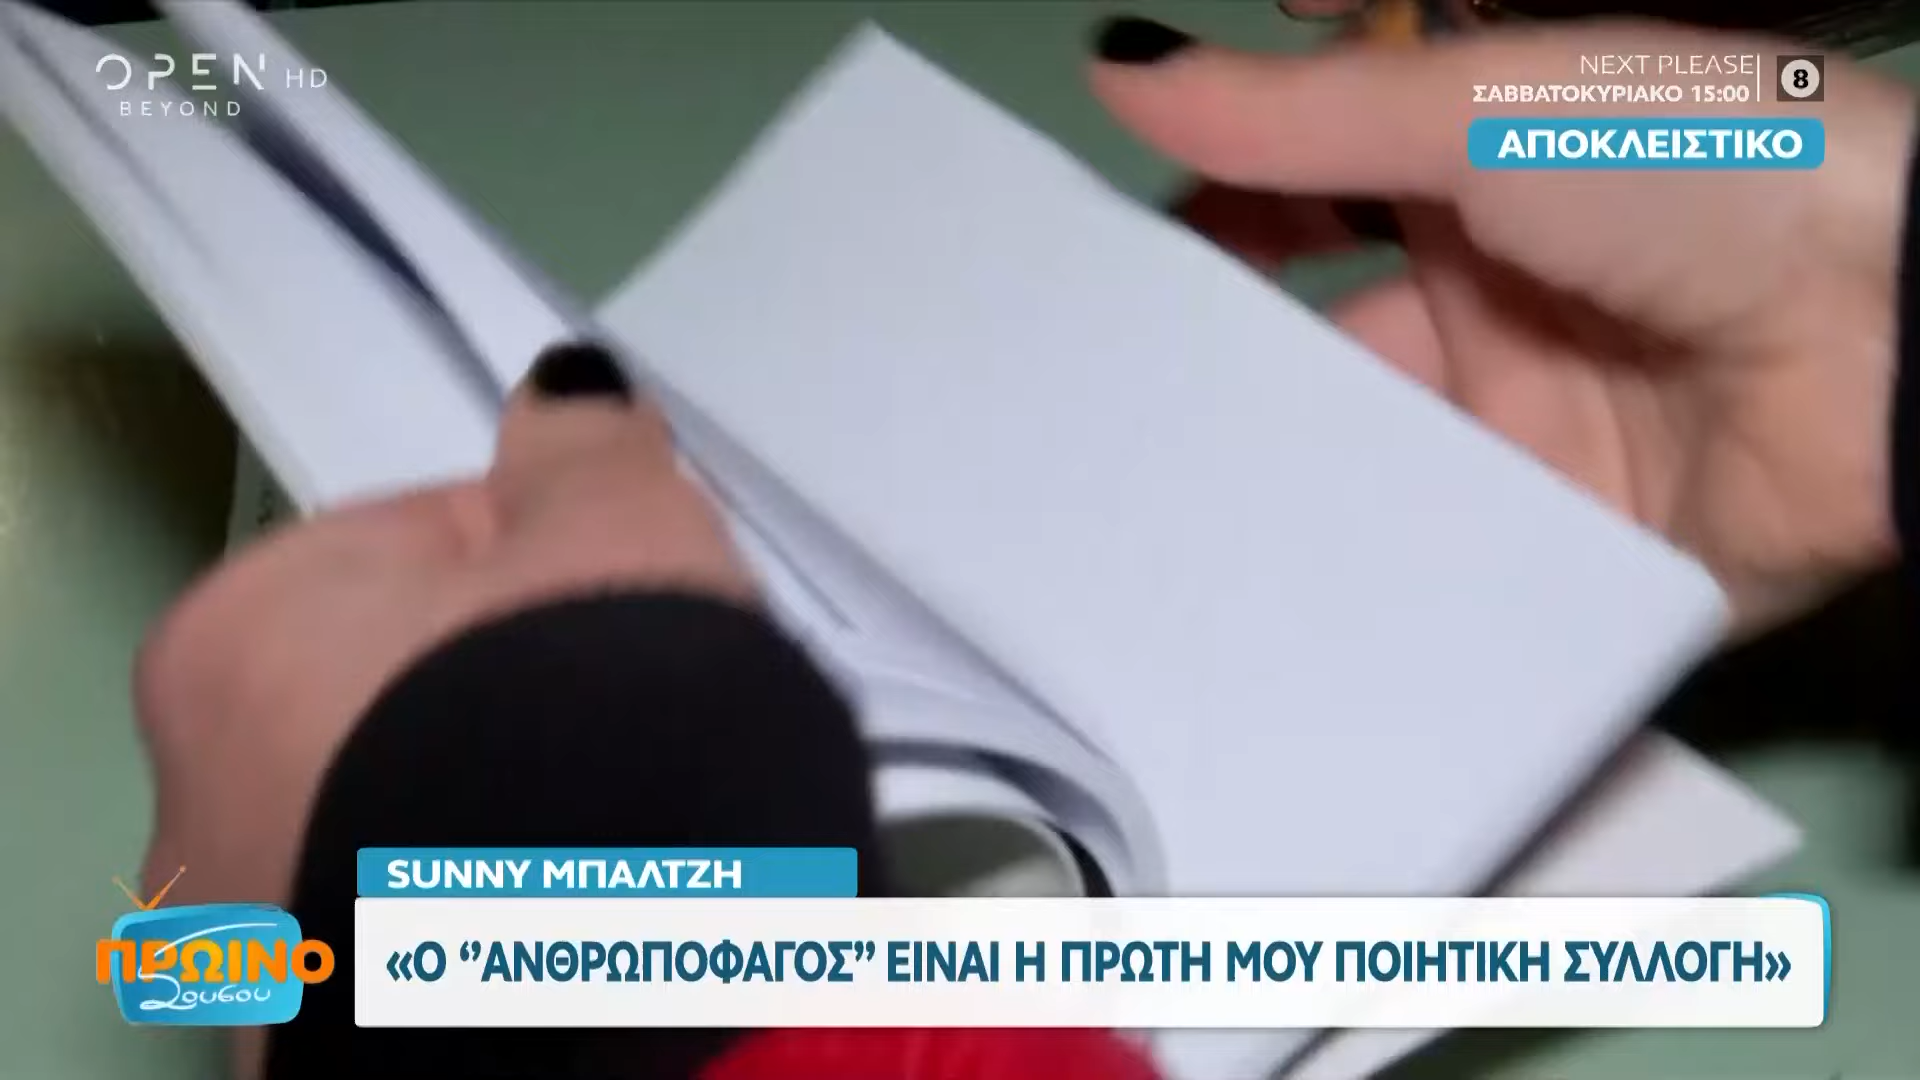 OPEN HD
BEYOND
NEXT PLEASE
ΣΑΒΒΑΤΟΚΥΡΙΑΚΟ 15:00
8
ΑΠΟΚΛΕΙΣΤΙΚΟ
SUNNY ΜΠΑΛΤΖΗ
«Ο “ΑΝΘΡΩΠΟΦΑΓΟΣ” ΕΙΝΑΙ Η ΠΡΩΤΗ ΜΟΥ ΠΟΙΗΤΙΚΗ ΣΥΛΛΟΓΗ»
ΠΡΩΙΝΟ
Σουσου